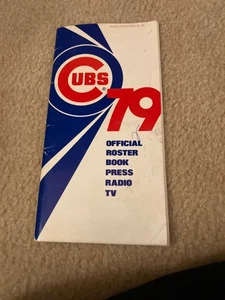 CUBS
79
OFFICIAL
ROSTER
BOOK
PRESS
RADIO
TV